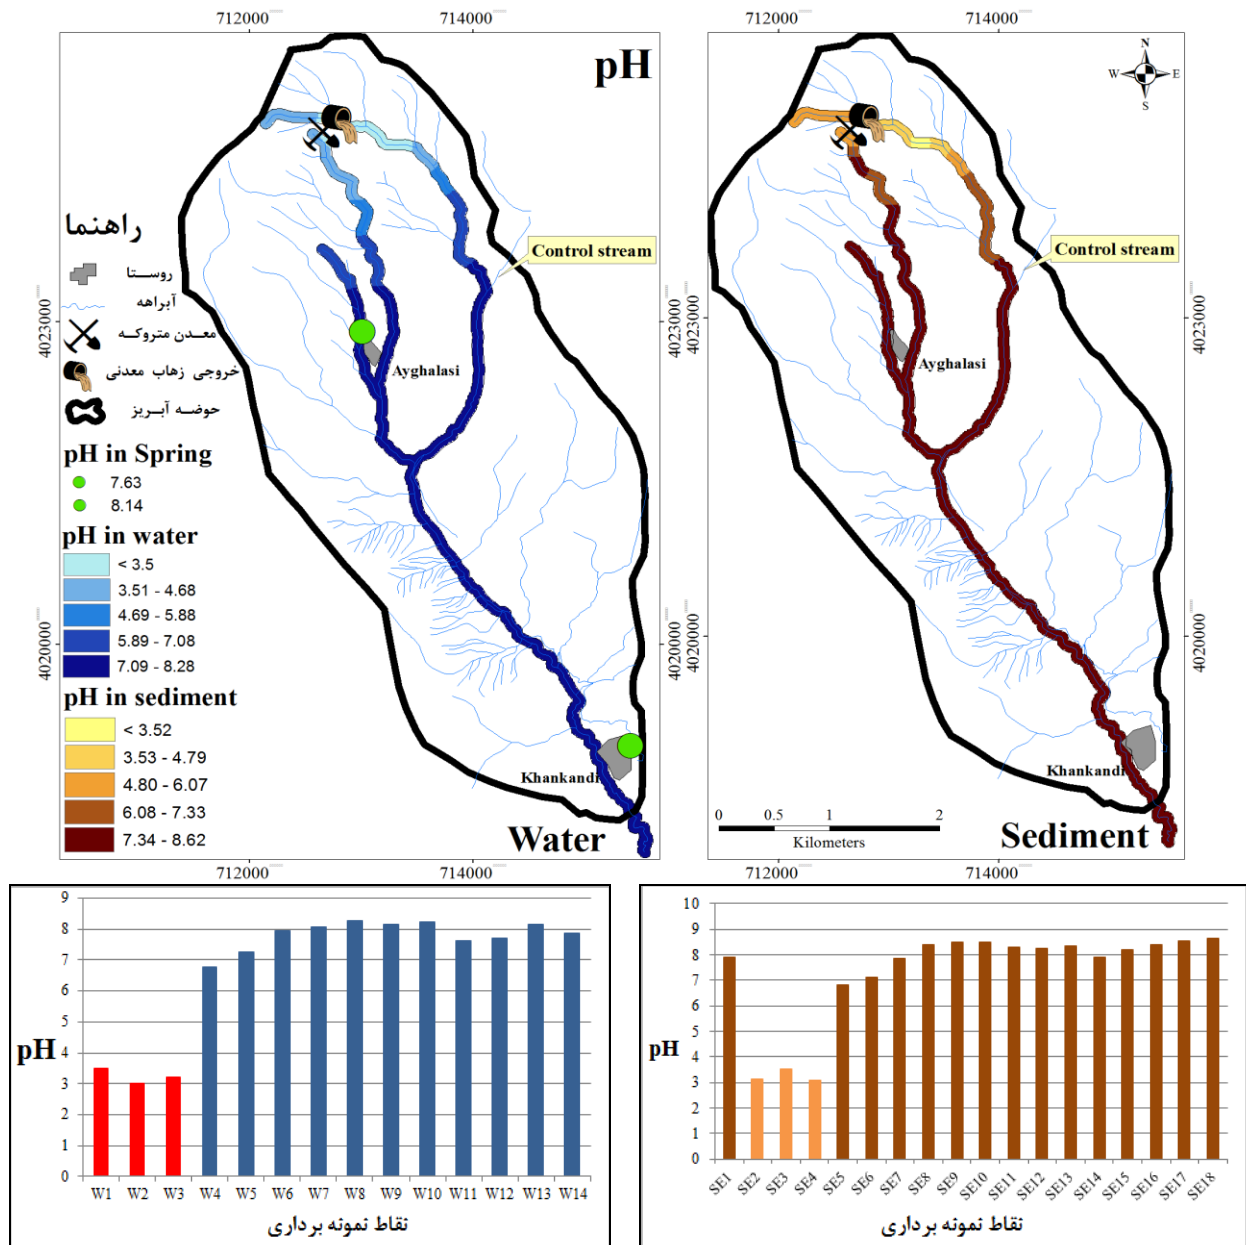 712000 714000
712000 714000
pH
N
W E
S
Control stream
Control stream
راهنما
روستا
آبراهه
معدن متروکه
خروجی زهاب معدنی
حوضه آبریز
4023000
4023000
4023000
Ayghalasi
Ayghalasi
pH in Spring
7.63
8.14
pH in water
< 3.5
3.51 - 4.68
4.69 - 5.88
5.89 - 7.08
7.09 - 8.28
4020000
4020000
4020000
pH in sediment
< 3.52
3.53 - 4.79
4.80 - 6.07
6.08 - 7.33
7.34 - 8.62
Khankandi
Khankandi
Water
0 0.5 1 2
Kilometers
Sediment
712000 714000
712000 714000
9
8
7
6
5
4
3
2
1
0
pH
W1 W2 W3 W4 W5 W6 W7 W8 W9 W10 W11 W12 W13 W14
نقاط نمونه برداری
10
9
8
7
6
5
4
3
2
1
0
pH
SE1 SE2 SE3 SE4 SE5 SE6 SE7 SE8 SE9 SE10 SE11 SE12 SE13 SE14 SE15 SE16 SE17 SE18
نقاط نمونه برداری